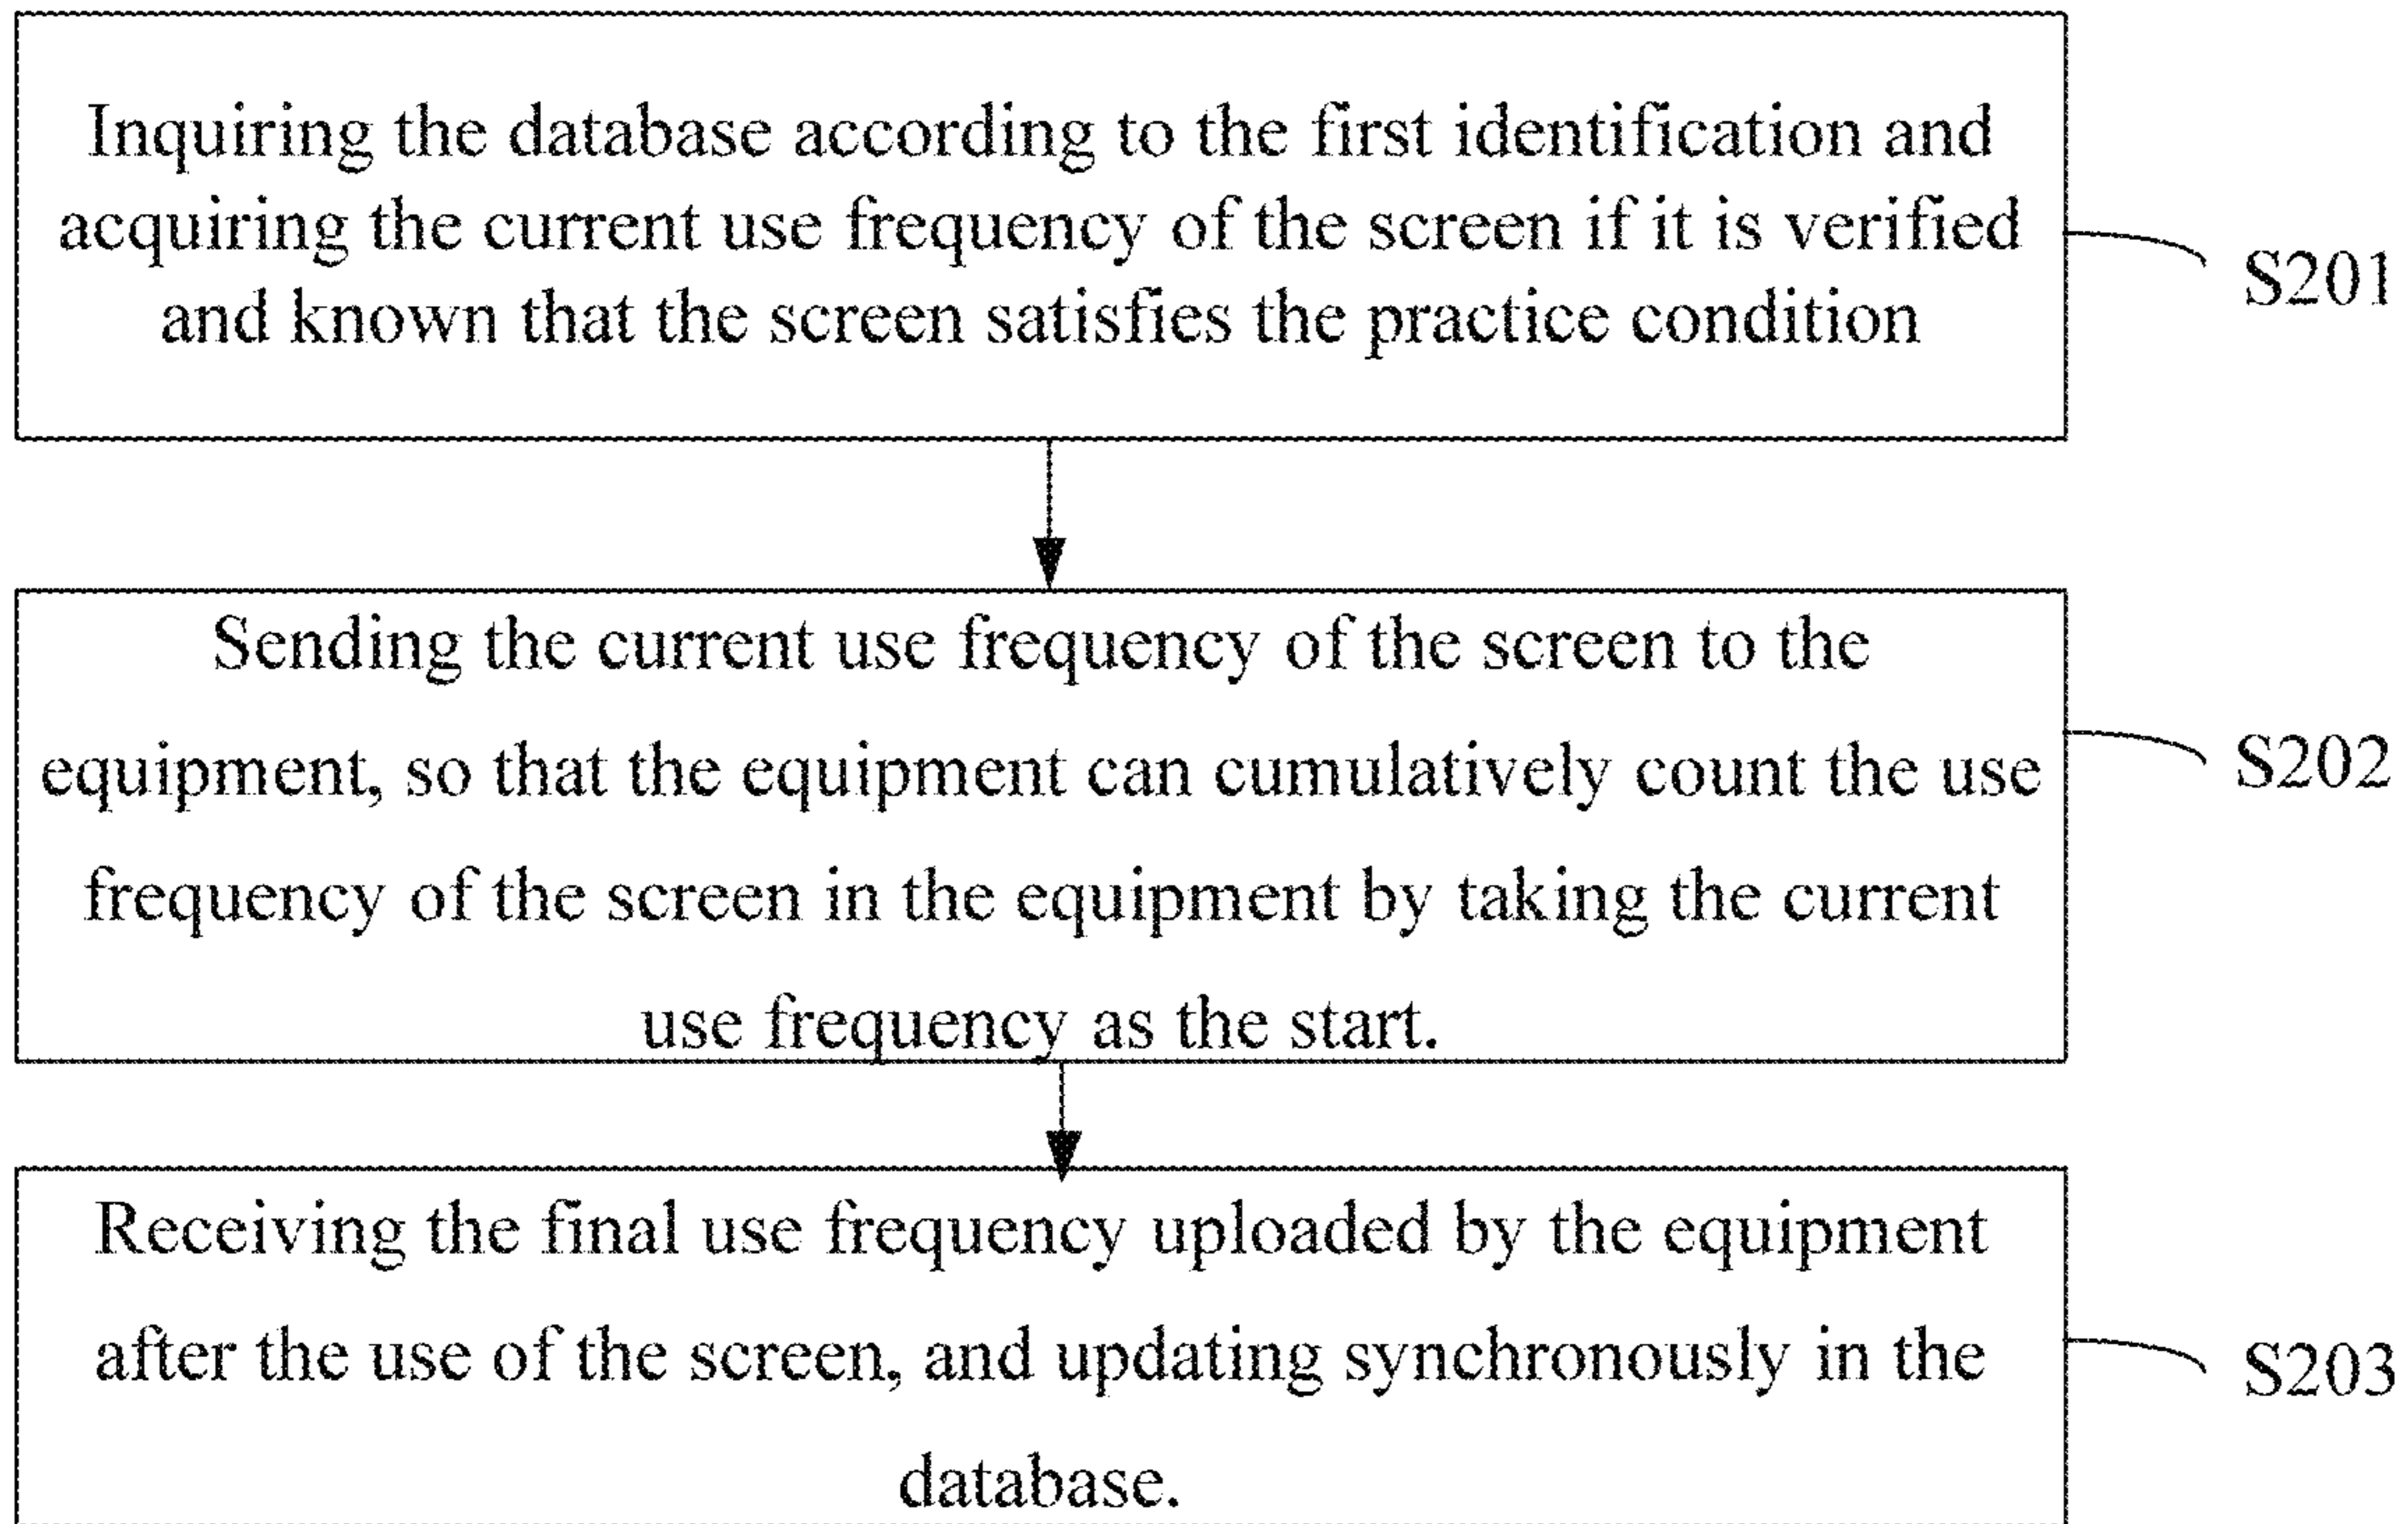 Inquiring the database according to the first identification and
acquiring the current use frequency of the screen if it is verified
and known that the screen satisfies the practice condition
S201
Sending the current use frequency of the screen to the
equipment, so that the equipment can cumulatively count the use
frequency of the screen in the equipment by taking the current
use frequency as the start.
S202
Receiving the final use frequency uploaded by the equipment
after the use of the screen, and updating synchronously in the
database.
S203